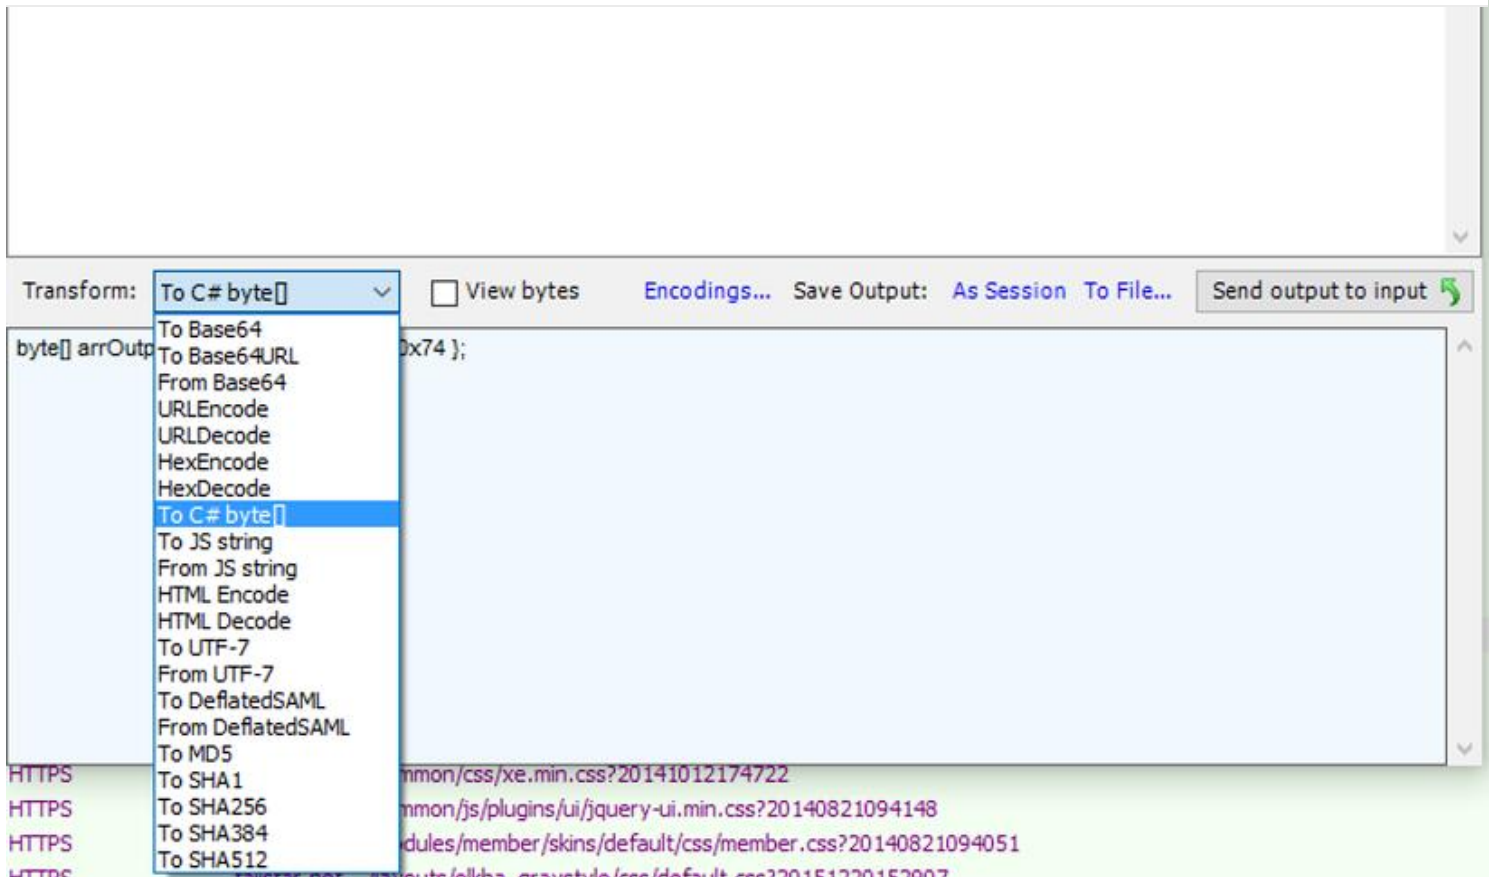 Transform: To C# byte[] View bytes Encodings... Save Output: As Session To File... Send output to input
byte[] arrOutp 0x74 };
To Base64
To Base64URL
From Base64
URLEncode
URLDecode
HexEncode
HexDecode
To C# byte[]
To JS string
From JS string
HTML Encode
HTML Decode
To UTF-7
From UTF-7
To DeflatedSAML
From DeflatedSAML
To MD5
To SHA1
To SHA256
To SHA384
To SHA512
HTTPS mmon/css/xe.min.css?20141012174722
HTTPS mmon/js/plugins/ui/jquery-ui.min.css?20140821094148
HTTPS dules/member/skins/default/css/member.css?20140821094051
HTTPS